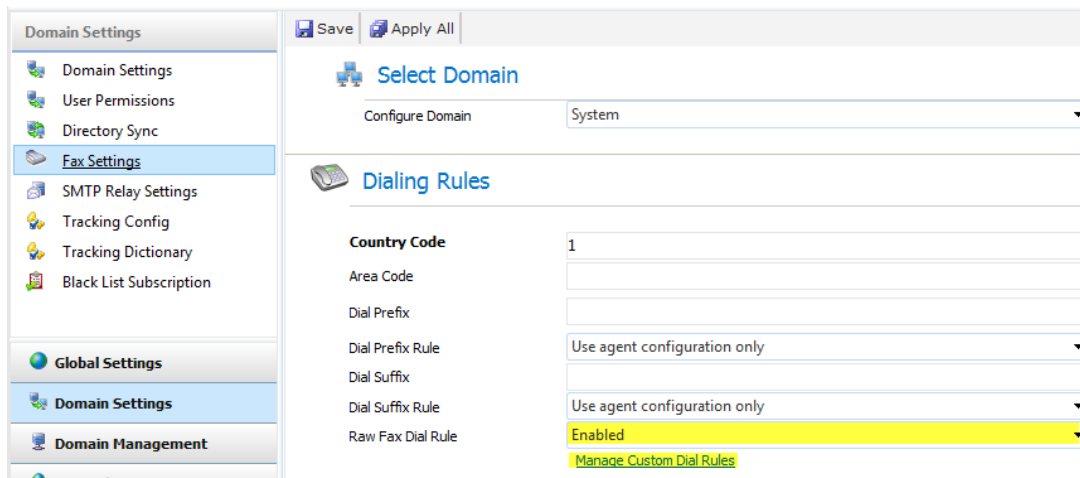 Domain Settings
Domain Settings
User Permissions
Directory Sync
Fax Settings
SMTP Relay Settings
Tracking Config
Tracking Dictionary
Black List Subscription
Global Settings
Domain Settings
Domain Management
Save Apply All
Select Domain
Configure Domain System
Dialing Rules
Country Code 1
Area Code
Dial Prefix
Dial Prefix Rule Use agent configuration only
Dial Suffix
Dial Suffix Rule Use agent configuration only
Raw Fax Dial Rule Enabled
Manage Custom Dial Rules